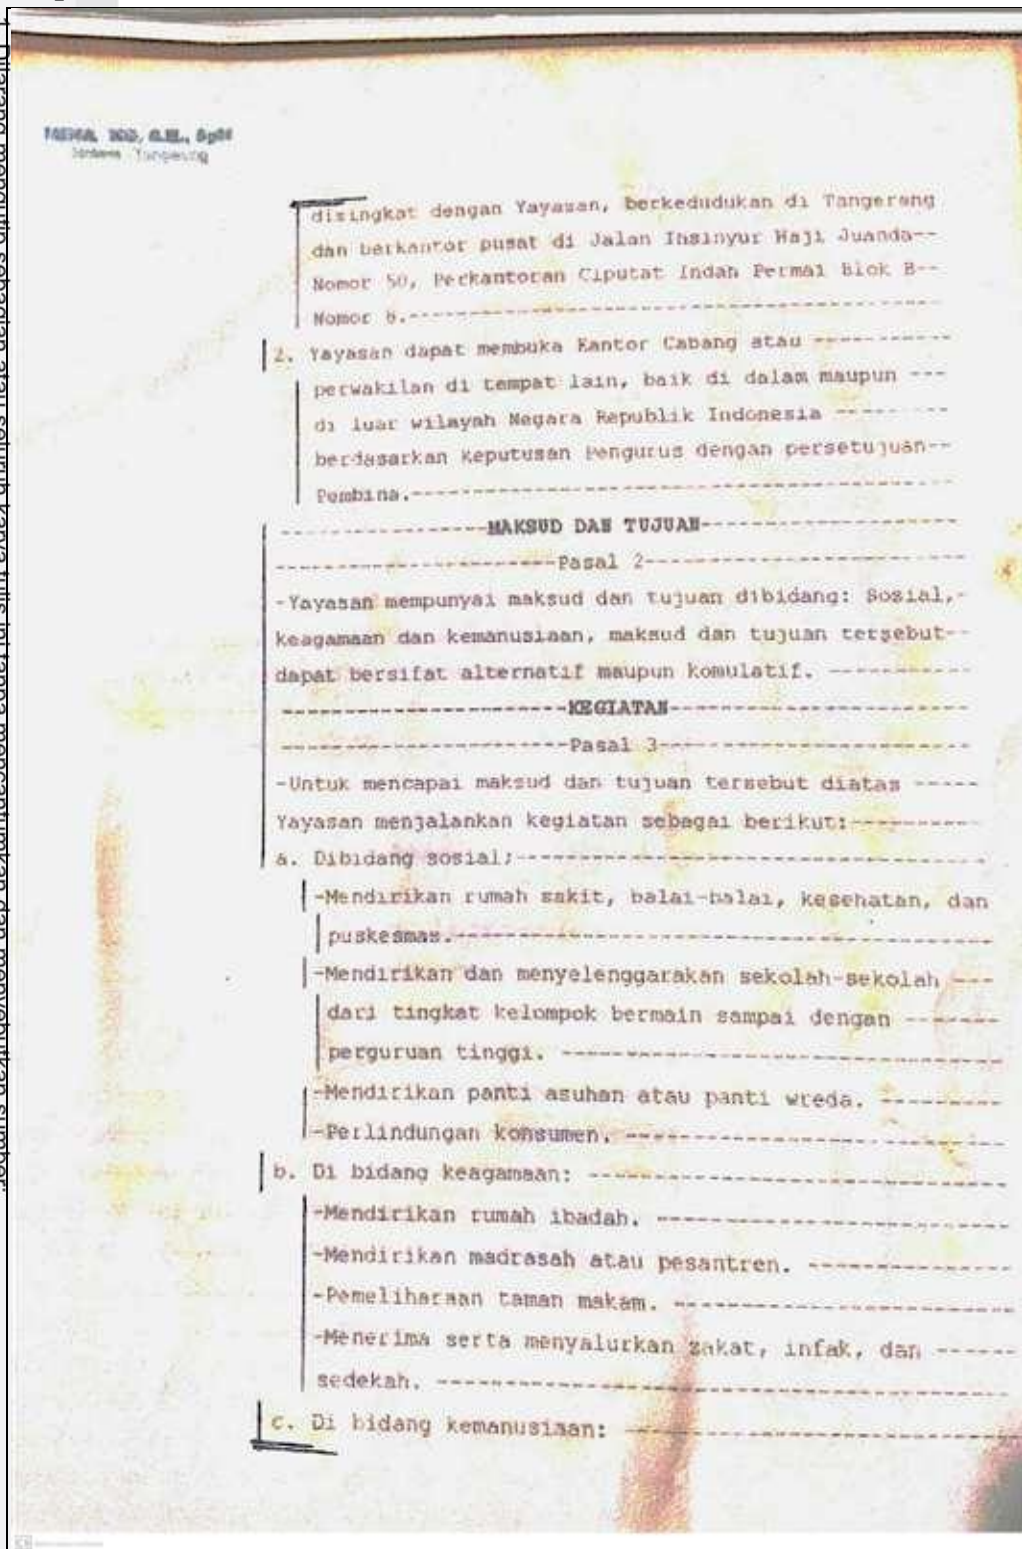 disingkat dengan Yayasan, berkedudukan di Tangerang
dan berkantor pusat di Jalan Insinyur Haji Juanda--
Nomor 50, Perkantoran Ciputat Indah Permai Blok B--
Nomor 8.----------------------------------------
2. Yayasan dapat membuka Kantor Cabang atau -----------
perwakilan di tempat lain, baik di dalam maupun ---
di luar wilayah Negara Republik Indonesia ---------
berdasarkan keputusan Pengurus dengan persetujuan--
Pembina.-----------------------------------------
-----------------MAKSUD DAN TUJUAN---------------------
-----------------------Pasal 2--------------------------
-Yayasan mempunyai maksud dan tujuan dibidang: Sosial,-
keagamaan dan kemanusiaan, maksud dan tujuan tersebut--
dapat bersifat alternatif maupun komulatif. -----------
-----------------------KEGIATAN------------------------
-----------------------Pasal 3-------------------------
-Untuk mencapai maksud dan tujuan tersebut diatas -----
Yayasan menjalankan kegiatan sebagai berikut:----------
a. Dibidang sosial;------------------------------------
-Mendirikan rumah sakit, balai-balai, kesehatan, dan
puskesmas.------------------------------------------
-Mendirikan dan menyelenggarakan sekolah-sekolah ---
dari tingkat kelompok bermain sampai dengan -------
perguruan tinggi. ---------------------------------
-Mendirikan panti asuhan atau panti wreda. ---------
-Perlindungan konsumen. ----------------------------
b. Di bidang keagamaan: --------------------------------
-Mendirikan rumah ibadah. --------------------------
-Mendirikan madrasah atau pesantren. ---------------
-Pemeliharaan taman makam. -------------------------
-Menerima serta menyalurkan zakat, infak, dan ------
sedekah. -------------------------------------------
c. Di bidang kemanusiaan: ------------------------------